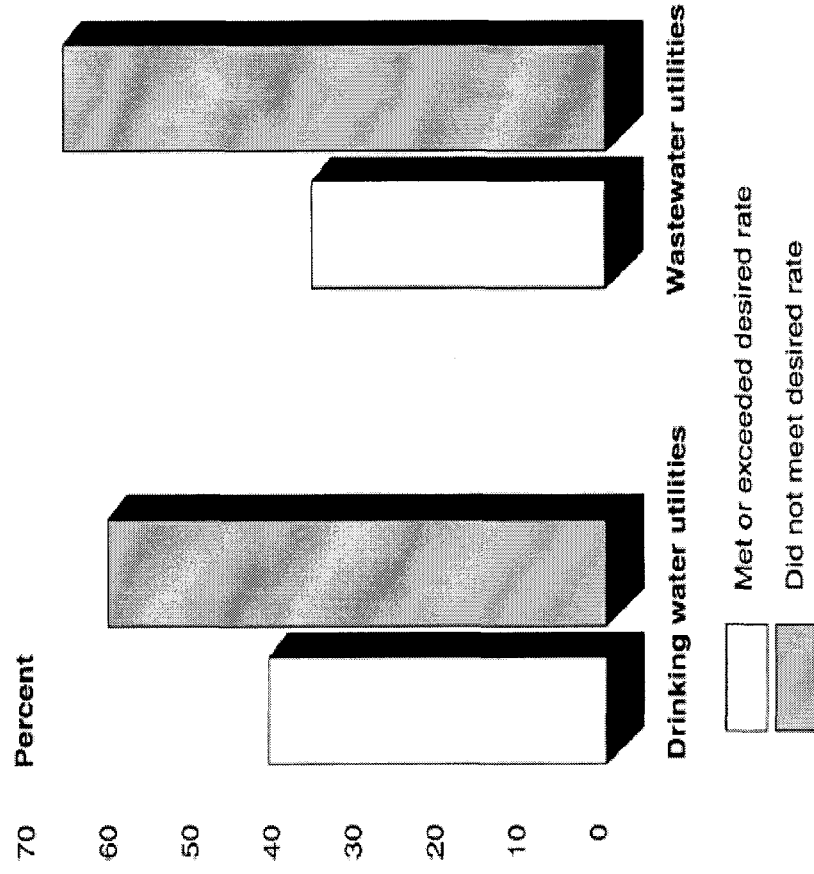 70 Percent
60
50
40
30
20
10
0
Drinking water utilities Wastewater utilities
Met or exceeded desired rate
Did not meet desired rate